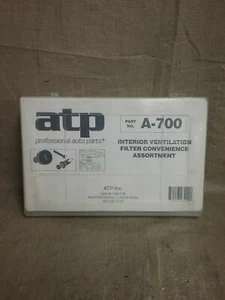 atp
professional auto parts®
PART NO. A-700
INTERIOR VENTILATION
FILTER CONVENIENCE
ASSORTMENT
ATP Inc.